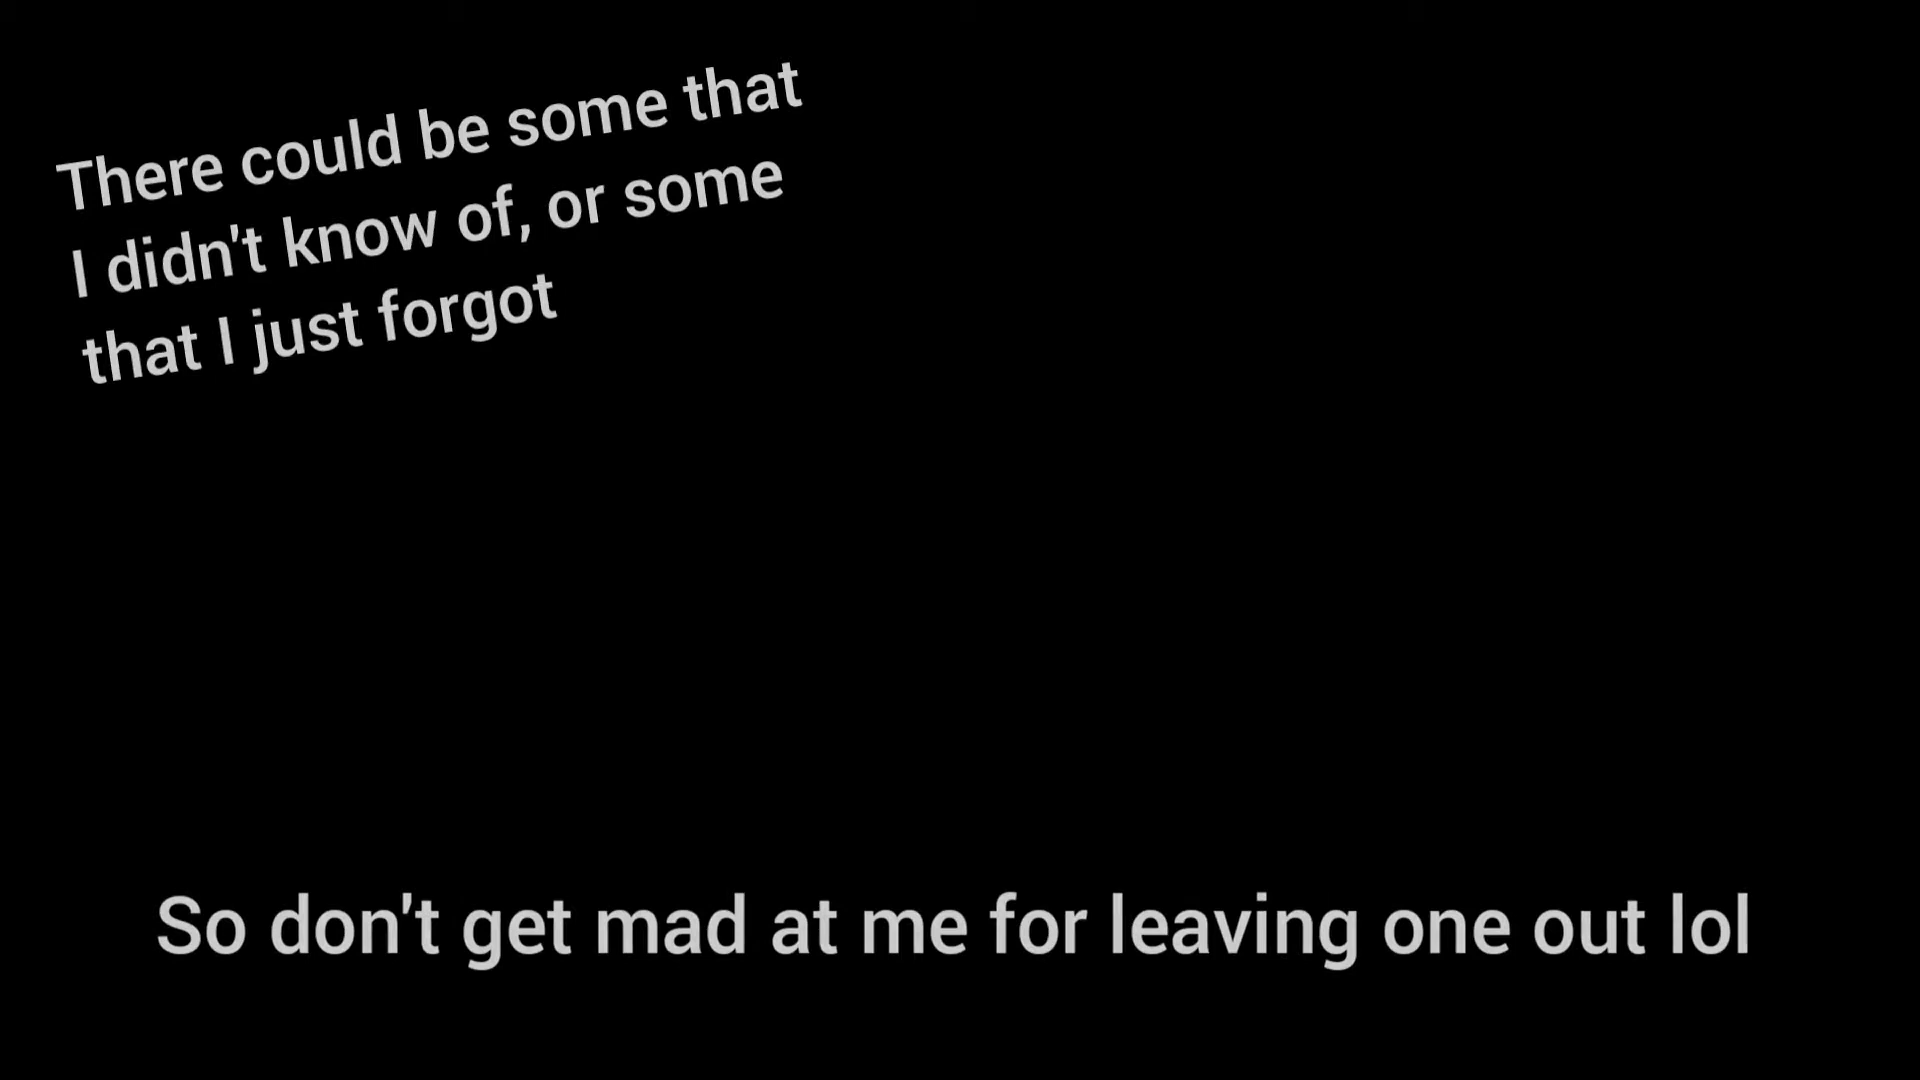 There could be some that
I didn't know of, or some
that I just forgot
So don't get mad at me for leaving one out lol